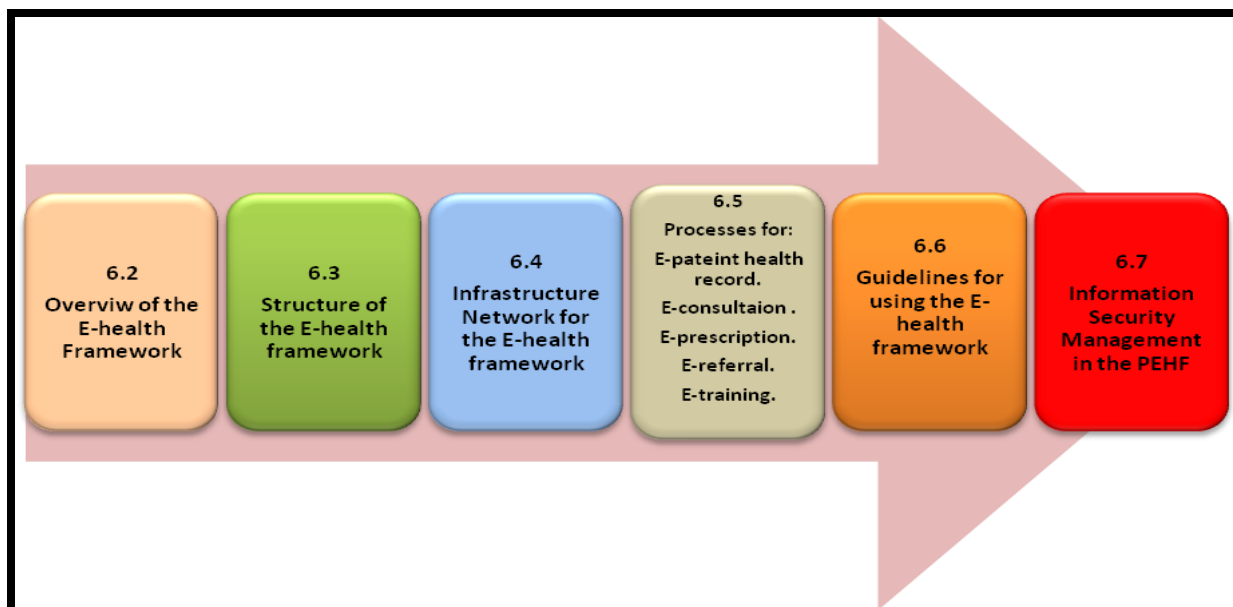 6.2
Overviw of the
E-health
Framework
6.3
Structure of
the E-health
framework
6.4
Infrastructure
Network for
the E-health
framework
6.5
Processes for:
E-pateint health
record.
E-consultaion .
E-prescription.
E-referral.
E-training.
6.6
Guidelines for
using the E-
health
framework
6.7
Information
Security
Management
in the PEHF